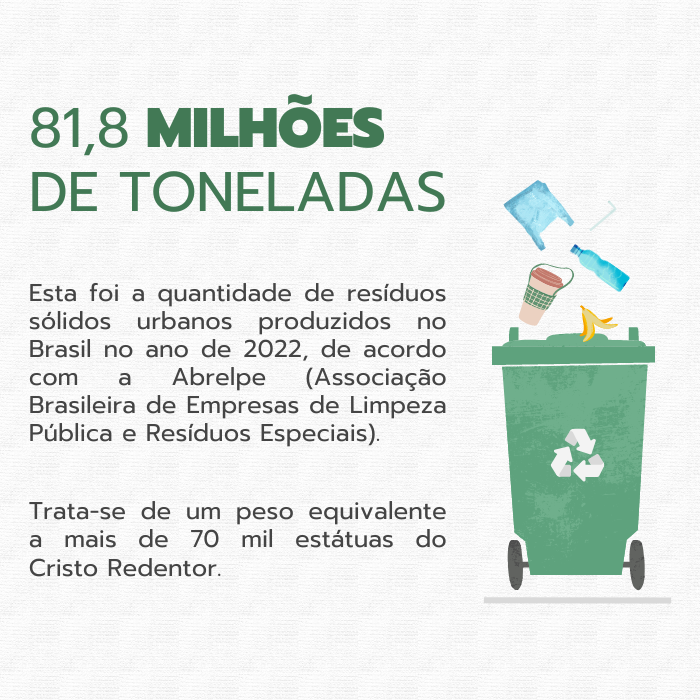 81,8 MILHÕES
DE TONELADAS
Esta foi a quantidade de resíduos
sólidos urbanos produzidos no
Brasil no ano de 2022, de acordo
com a Abrelpe (Associação
Brasileira de Empresas de Limpeza
Pública e Resíduos Especiais).
Trata-se de um peso equivalente
a mais de 70 mil estátuas do
Cristo Redentor.